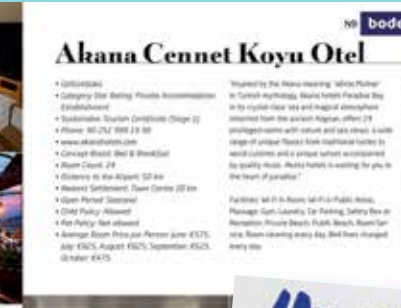 N9 bode
Akana Cennet Koyu Otel
• Category Star Rating: Private Accommodation
Establishment
• Sustainable Tourism Certificate (Stage 1)
• Phone: 90 252 999 19 98
• www.akanahotels.com
• Concept Board: Bed & Breakfast
• Room Count: 24
• Distance to the Airport: 50 km
• Nearest Settlement: Town Centre 20 km
• Open Period: Seasonal
• Child Policy: Allowed
• Pet Policy: Not allowed
• Average Room Price per Person: June €575,
July €625, August €625, September €525,
October €475
"Inspired by the Akana meaning 'White Mother'
in Turkish mythology, Akana hotels Paradise Bay,
in its crystal clear sea and magical atmosphere
inherited from the ancient Aegean, offers 24
privileged rooms with nature and sea views, a wide
range of unique flavors from traditional tastes to
world cuisines and a unique sunset accompanied
by quality music. Akana hotels is waiting for you in
the heart of paradise."
Facilities: Wi-Fi in Room, Wi-Fi in Public Areas,
Massage, Gym, Laundry, Car Parking, Safety Box at
Reception, Private Beach, Public Beach, Room Ser-
vice, Room cleaning every day, Bed linen changed
every day.